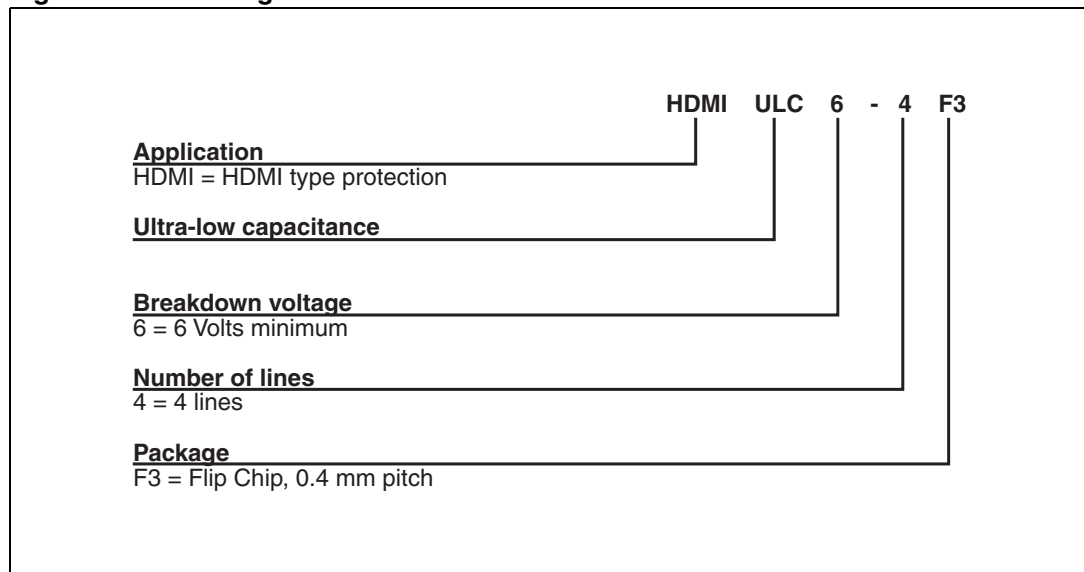 HDMI ULC 6 - 4 F3
Application
HDMI = HDMI type protection
Ultra-low capacitance
Breakdown voltage
6 = 6 Volts minimum
Number of lines
4 = 4 lines
Package
F3 = Flip Chip, 0.4 mm pitch